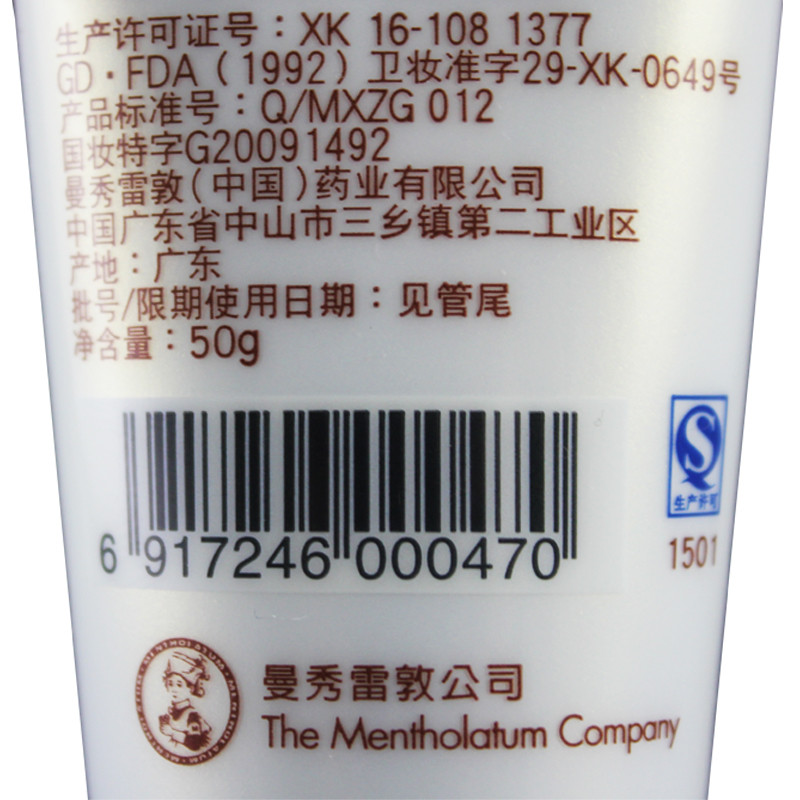 生产许可证号：XK 16-108 1377
GD·FDA（1992）卫妆准字29-XK-0649号
产品标准号：Q/MXZG 012
国妆特字G20091492
曼秀雷敦(中国)药业有限公司
中国广东省中山市三乡镇第二工业区
产地：广东
批号/限期使用日期：见管尾
净含量：50g
6 917246 000470
生产许可
1501
曼秀雷敦公司
The Mentholatum Company